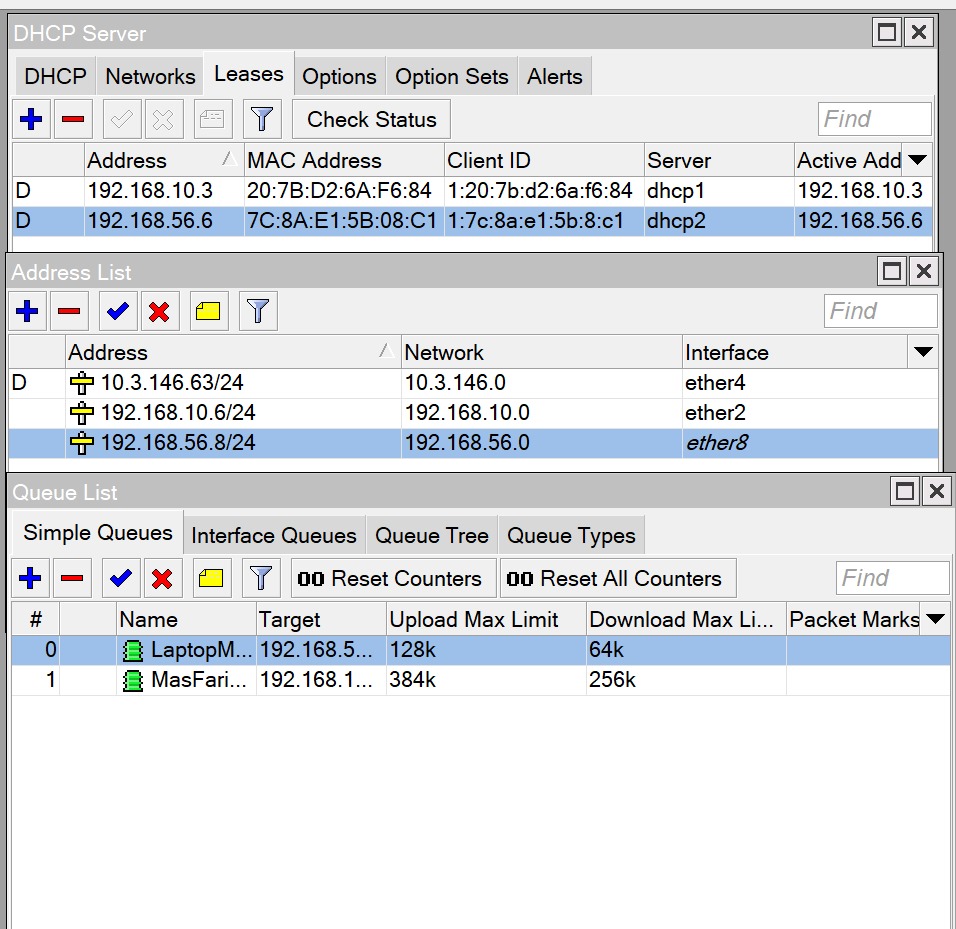 DHCP Server
DHCP Networks Leases Options Option Sets Alerts
Check Status Find
Address MAC Address Client ID Server Active Add
D 192.168.10.3 20:7B:D2:6A:F6:84 1:20:7b:d2:6a:f6:84 dhcp1 192.168.10.3
D 192.168.56.6 7C:8A:E1:5B:08:C1 1:7c:8a:e1:5b:8:c1 dhcp2 192.168.56.6
Address List
Find
Address Network Interface
D 10.3.146.63/24 10.3.146.0 ether4
192.168.10.6/24 192.168.10.0 ether2
192.168.56.8/24 192.168.56.0 ether8
Queue List
Simple Queues Interface Queues Queue Tree Queue Types
00 Reset Counters 00 Reset All Counters Find
# Name Target Upload Max Limit Download Max Li... Packet Marks
0 LaptopM... 192.168.5... 128k 64k
1 MasFari... 192.168.1... 384k 256k